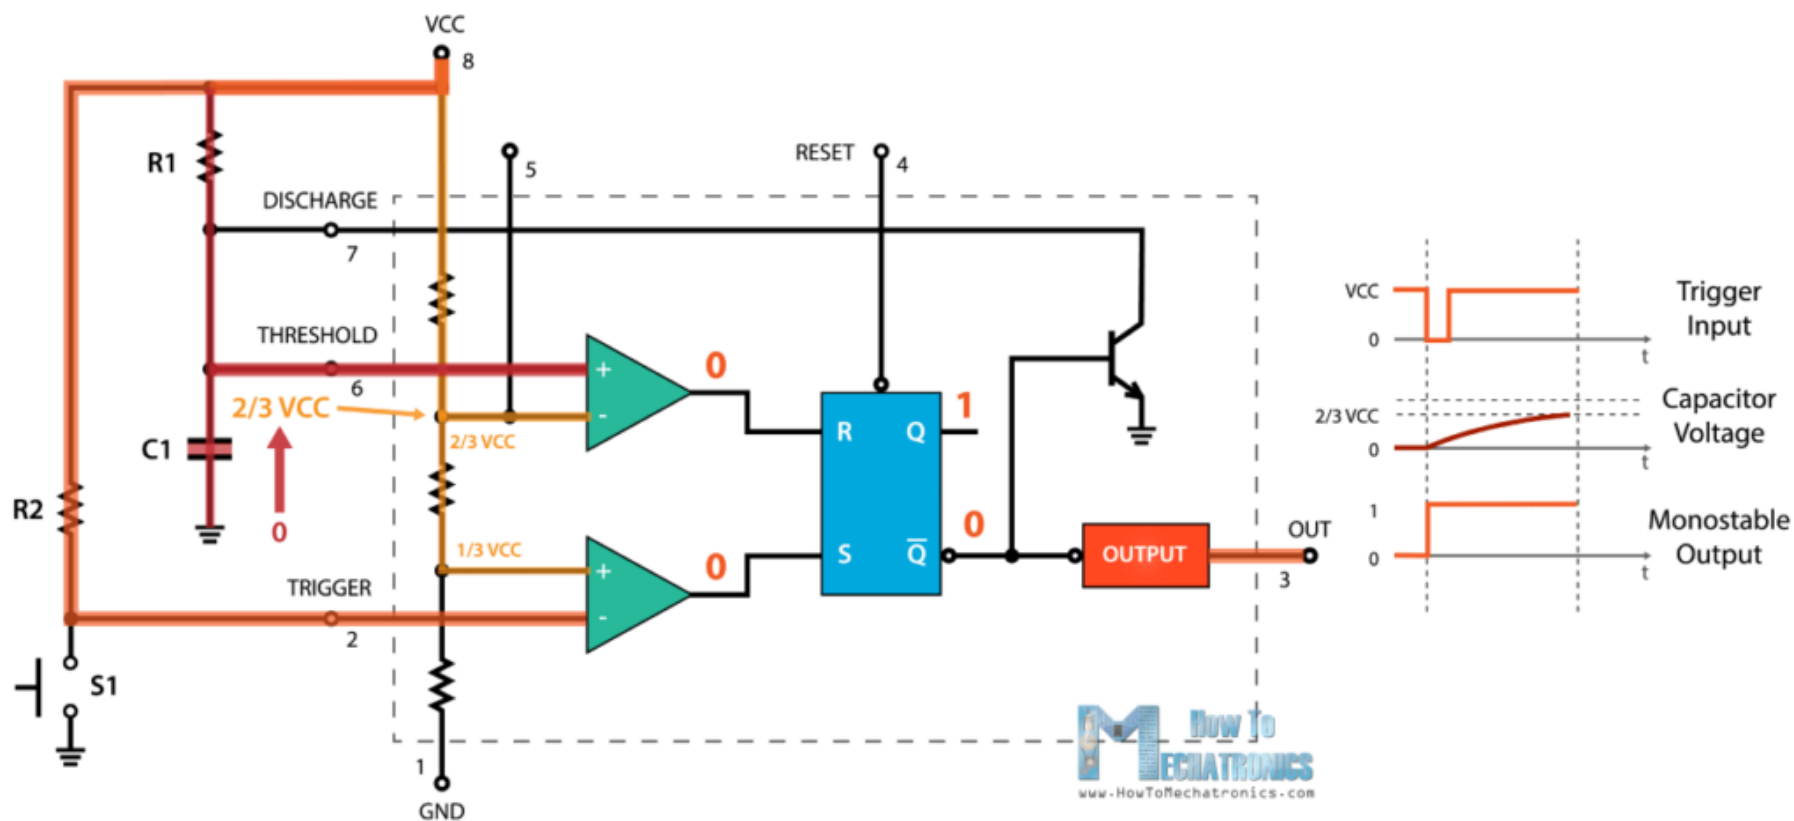 VCC
8
R1
5
RESET
4
DISCHARGE
7
THRESHOLD
6
2/3 VCC
2/3 VCC
+
-
0
C1
0
R
Q
1
S
Q
0
R2
1/3 VCC
+
-
0
TRIGGER
2
OUTPUT
OUT
3
S1
1
GND
VCC
0
t
Trigger
Input
2/3 VCC
0
t
Capacitor
Voltage
1
0
t
Monostable
Output
How To
MECHATRONICS
www.HowToMechatronics.com